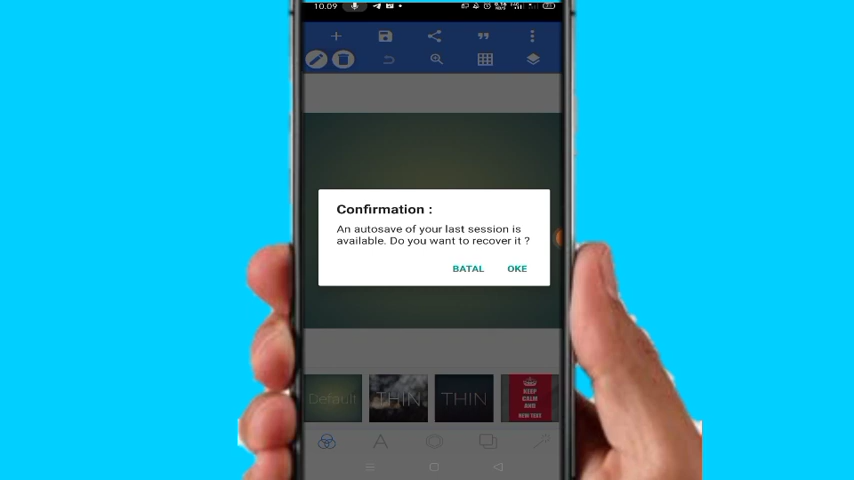 10.09
Confirmation :
An autosave of your last session is
available. Do you want to recover it ?
BATAL OKE
Default
THIN
THIN
KEEP
CALM
AND
NEW TEXT